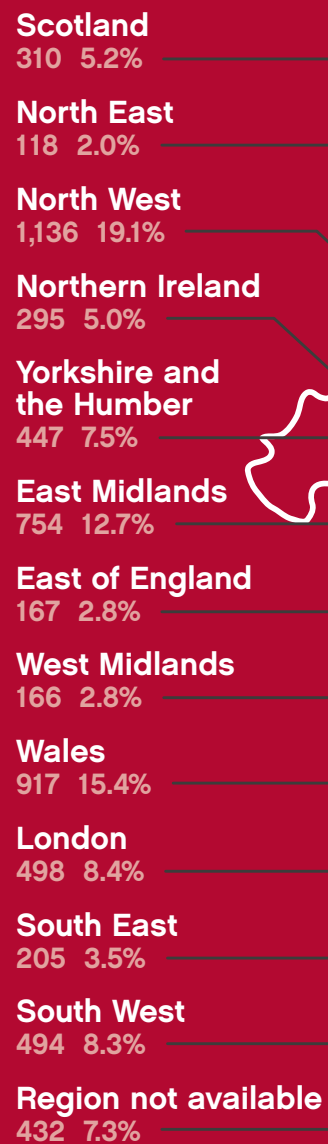 Scotland
310 5.2%
North East
118 2.0%
North West
1,136 19.1%
Northern Ireland
295 5.0%
Yorkshire and
the Humber
447 7.5%
East Midlands
754 12.7%
East of England
167 2.8%
West Midlands
166 2.8%
Wales
917 15.4%
London
498 8.4%
South East
205 3.5%
South West
494 8.3%
Region not available
432 7.3%